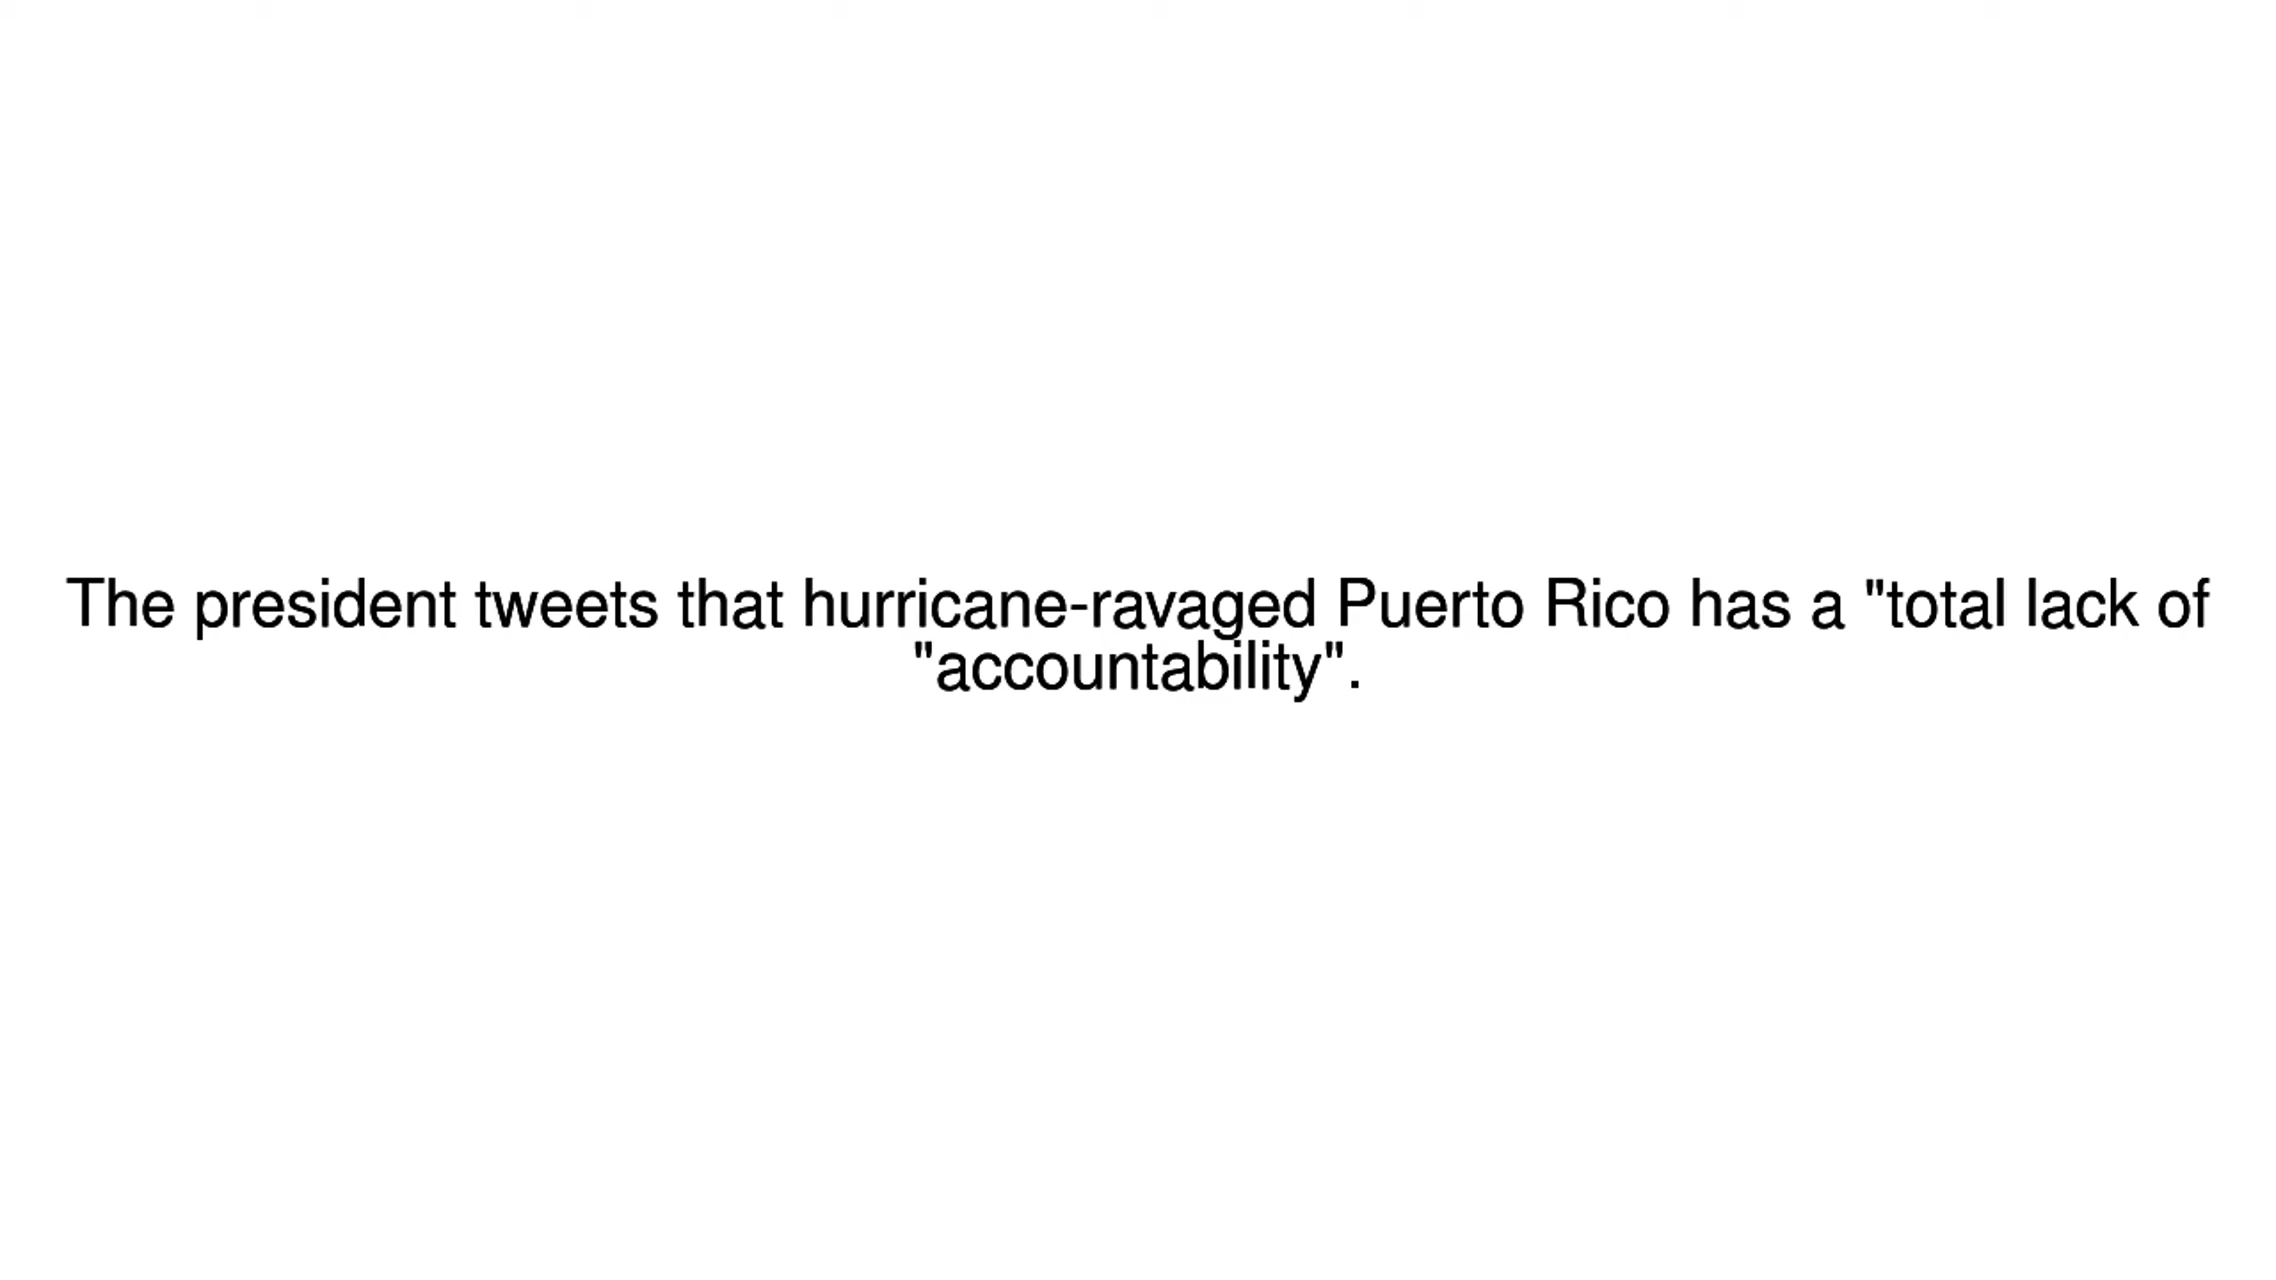 The president tweets that hurricane-ravaged Puerto Rico has a "total lack of
"accountability".